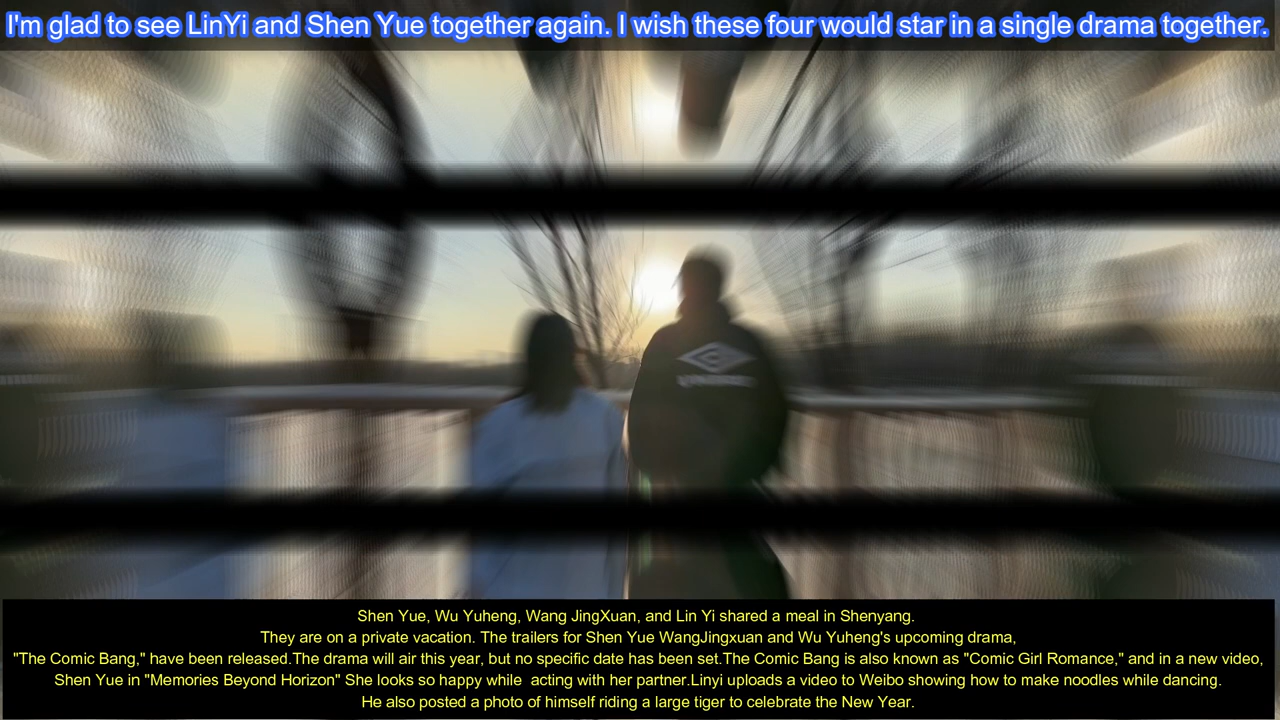 I'm glad to see LinYi and Shen Yue together again. I wish these four would star in a single drama together.
Shen Yue, Wu Yuheng, Wang JingXuan, and Lin Yi shared a meal in Shenyang.
They are on a private vacation. The trailers for Shen Yue WangJingxuan and Wu Yuheng's upcoming drama,
"The Comic Bang," have been released.The drama will air this year, but no specific date has been set.The Comic Bang is also known as "Comic Girl Romance," and in a new video,
Shen Yue in "Memories Beyond Horizon" She looks so happy while  acting with her partner.Linyi uploads a video to Weibo showing how to make noodles while dancing.
He also posted a photo of himself riding a large tiger to celebrate the New Year.